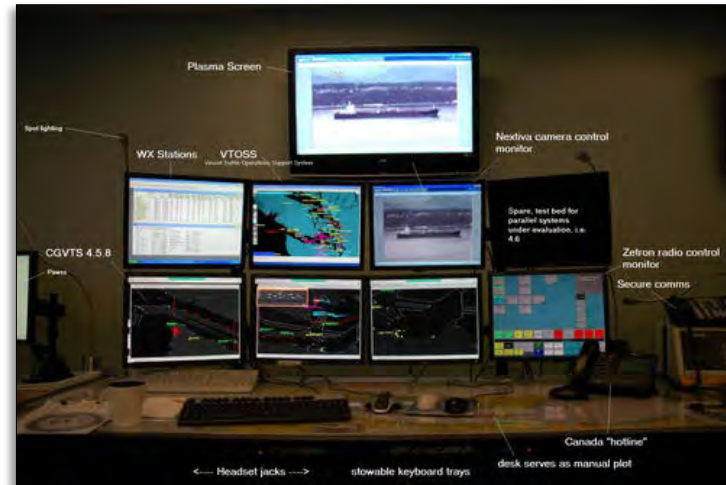 Plasma Screen
Spot lighting
WX Stations
VTOSS
Vessel Traffic Operations Support System
Nextiva camera control
monitor
Spare, test bed for
parallel systems
under evaluation, i.e.
4.6
CGVTS 4.5.8
Pawss
Zetron radio control
monitor
Secure comms
Canada "hotline"
desk serves as manual plot
<---- Headset jacks ---->
stowable keyboard trays